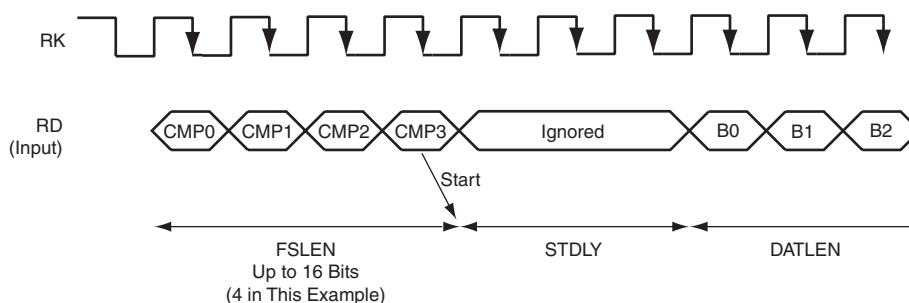 RK
RD
(Input)
CMP0 CMP1 CMP2 CMP3 Ignored B0 B1 B2
Start
FSLEN STDLY DATLEN
Up to 16 Bits
(4 in This Example)